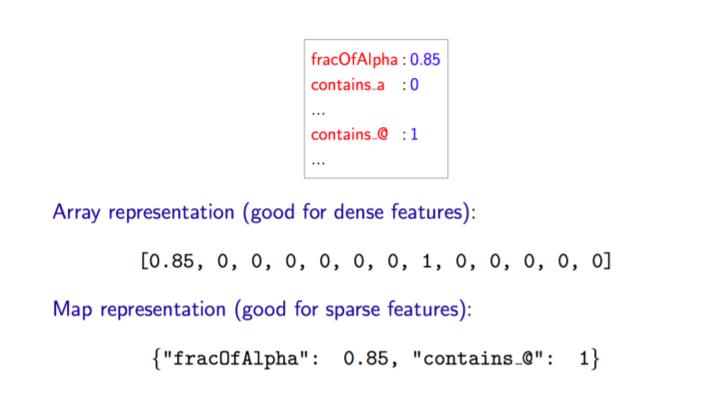 fracOfAlpha : 0.85
contains_a : 0
...
contains_@ : 1
...
Array representation (good for dense features):
[0.85, 0, 0, 0, 0, 0, 0, 1, 0, 0, 0, 0, 0]
Map representation (good for sparse features):
{"fracOfAlpha": 0.85, "contains_@": 1}